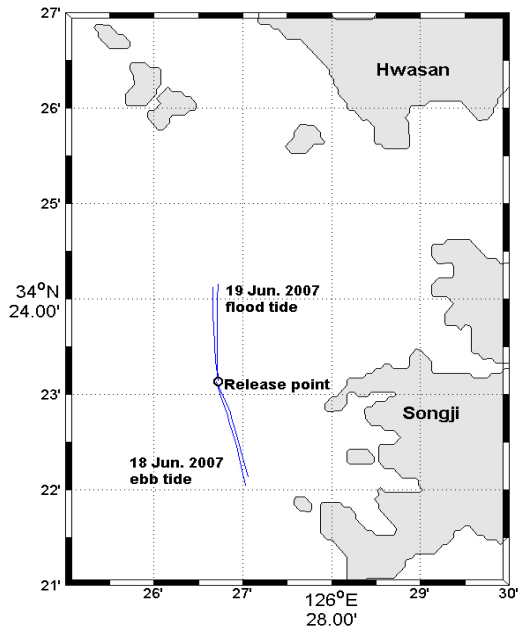 27'
Hwasan
26'
25'
19 Jun. 2007
flood tide
34°N
24.00'
23'
Release point
Songji
18 Jun. 2007
ebb tide
22'
21'
26'
27'
126°E
28.00'
29'
30'